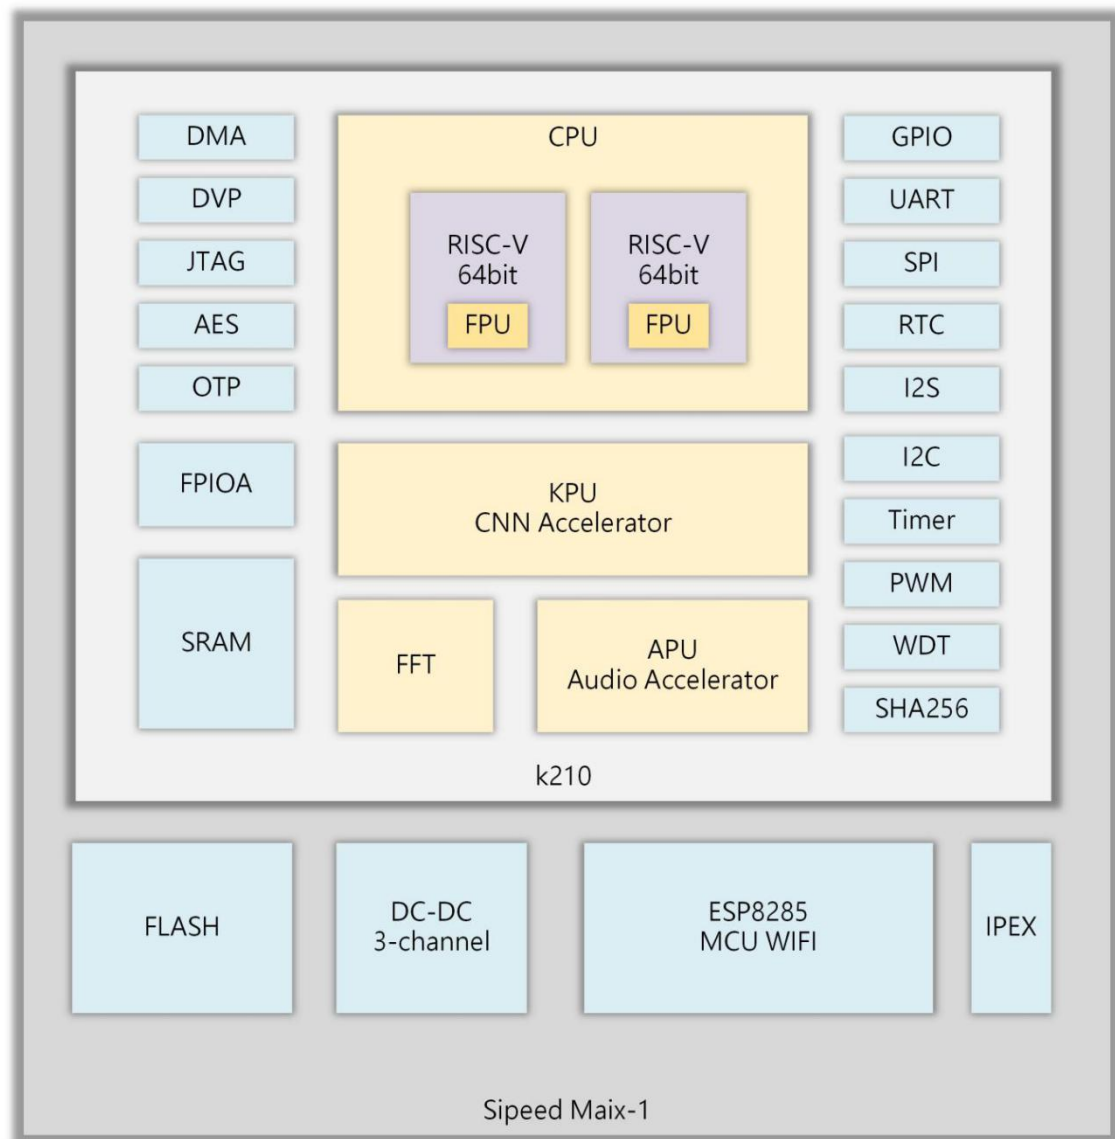 DMA
DVP
JTAG
AES
OTP
FPIOA
SRAM
CPU
RISC-V
64bit
FPU
RISC-V
64bit
FPU
KPU
CNN Accelerator
FFT
APU
Audio Accelerator
GPIO
UART
SPI
RTC
I2S
I2C
Timer
PWM
WDT
SHA256
k210
FLASH
DC-DC
3-channel
ESP8285
MCU WIFI
IPEX
Sipeed Maix-1